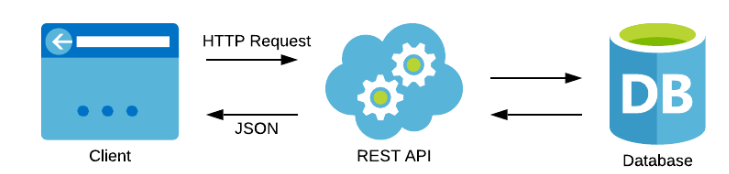 HTTP Request
JSON
Client
REST API
DB
Database